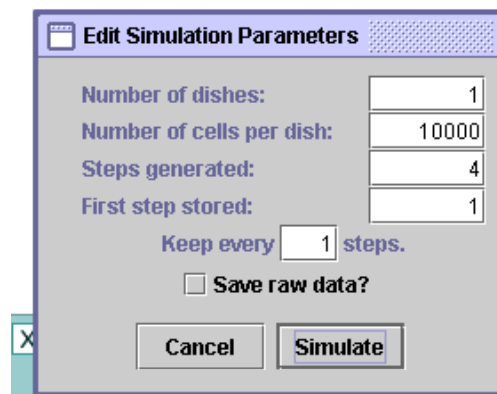 Edit Simulation Parameters
Number of dishes: 1
Number of cells per dish: 10000
Steps generated: 4
First step stored: 1
Keep every 1 steps.
Save raw data?
Cancel Simulate
X